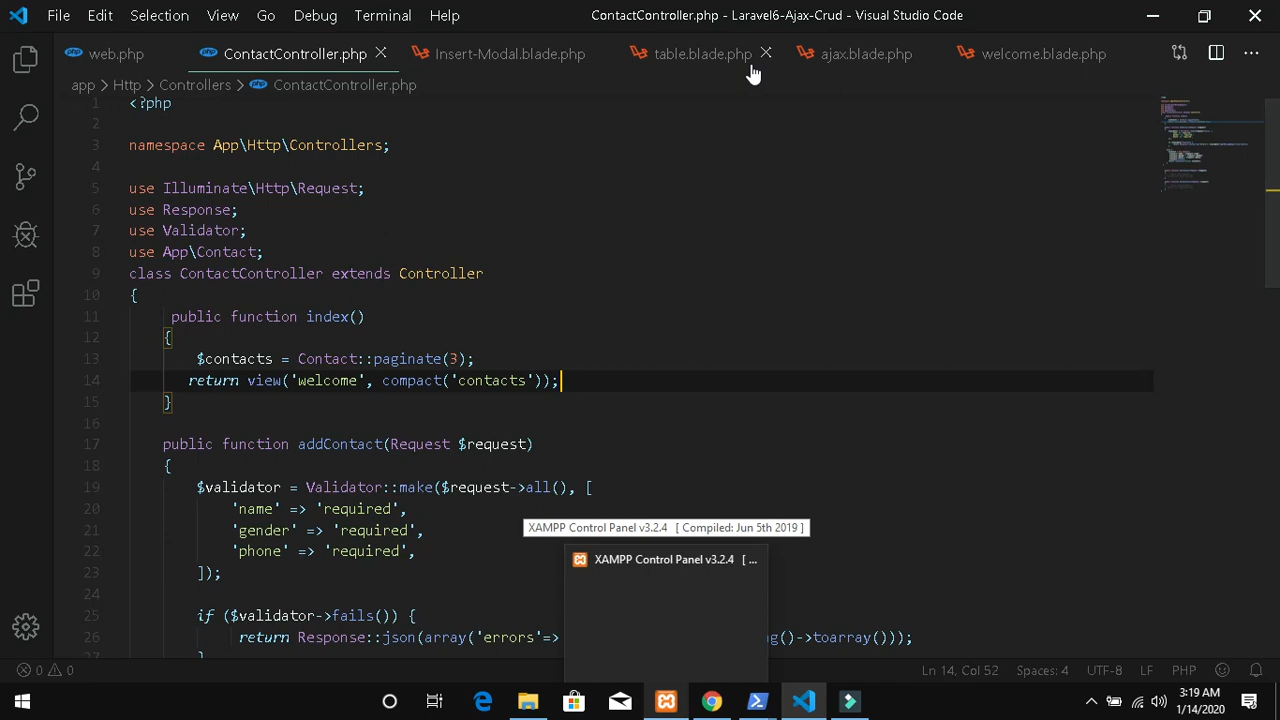 File Edit Selection View Go Debug Terminal Help ContactController.php - Laravel6-Ajax-Crud - Visual Studio Code
web.php ContactController.php Insert-Modal.blade.php table.blade.php ajax.blade.php welcome.blade.php
app > Http > Controllers > ContactController.php
1 <?php
2
3 namespace App\Http\Controllers;
4
5 use Illuminate\Http\Request;
6 use Response;
7 use Validator;
8 use App\Contact;
9 class ContactController extends Controller
10 {
11 public function index()
12 {
13 $contacts = Contact::paginate(3);
14 return view('welcome', compact('contacts'));
15 }
16
17 public function addContact(Request $request)
18 {
19 $validator = Validator::make($request->all(), [
20 'name' => 'required',
21 'gender' => 'required',
22 'phone' => 'required',
23 ]);
24
25 if ($validator->fails()) {
26 return Response::json(array('errors'=> g()->toarray()));
27 }
XAMPP Control Panel v3.2.4 [ Compiled: Jun 5th 2019 ]
XAMPP Control Panel v3.2.4 [ ...
0 0 Ln 14, Col 52 Spaces: 4 UTF-8 LF PHP
3:19 AM
1/14/2020